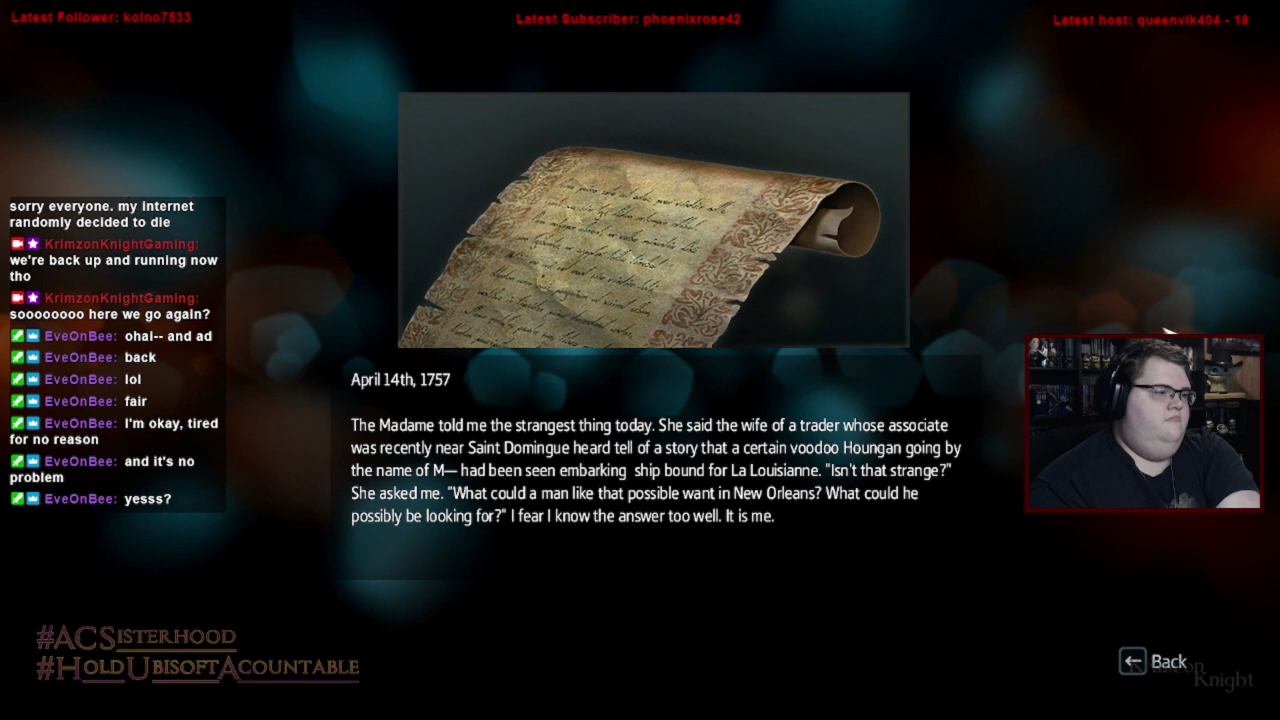 Latest Follower: kolno7533
Latest Subscriber: phoenixrose42
Latest host: queenvik404 - 18
sorry everyone. my internet
randomly decided to die
KrimzonKnightGaming:
we're back up and running now
tho
KrimzonKnightGaming:
soooooooo here we go again?
EveOnBee: ohai-- and ad
EveOnBee: back
EveOnBee: lol
EveOnBee: fair
EveOnBee: I'm okay, tired
for no reason
EveOnBee: and it's no
problem
EveOnBee: yesss?
April 14th, 1757
The Madame told me the strangest thing today. She said the wife of a trader whose associate
was recently near Saint Domingue heard tell of a story that a certain voodoo Houngan going by
the name of M— had been seen embarking ship bound for La Louisianne. "Isn't that strange?"
She asked me. "What could a man like that possible want in New Orleans? What could he
possibly be looking for?" I fear I know the answer too well. It is me.
#ACSisterhood
#HoldUbisoftAcountable
Back
Knight